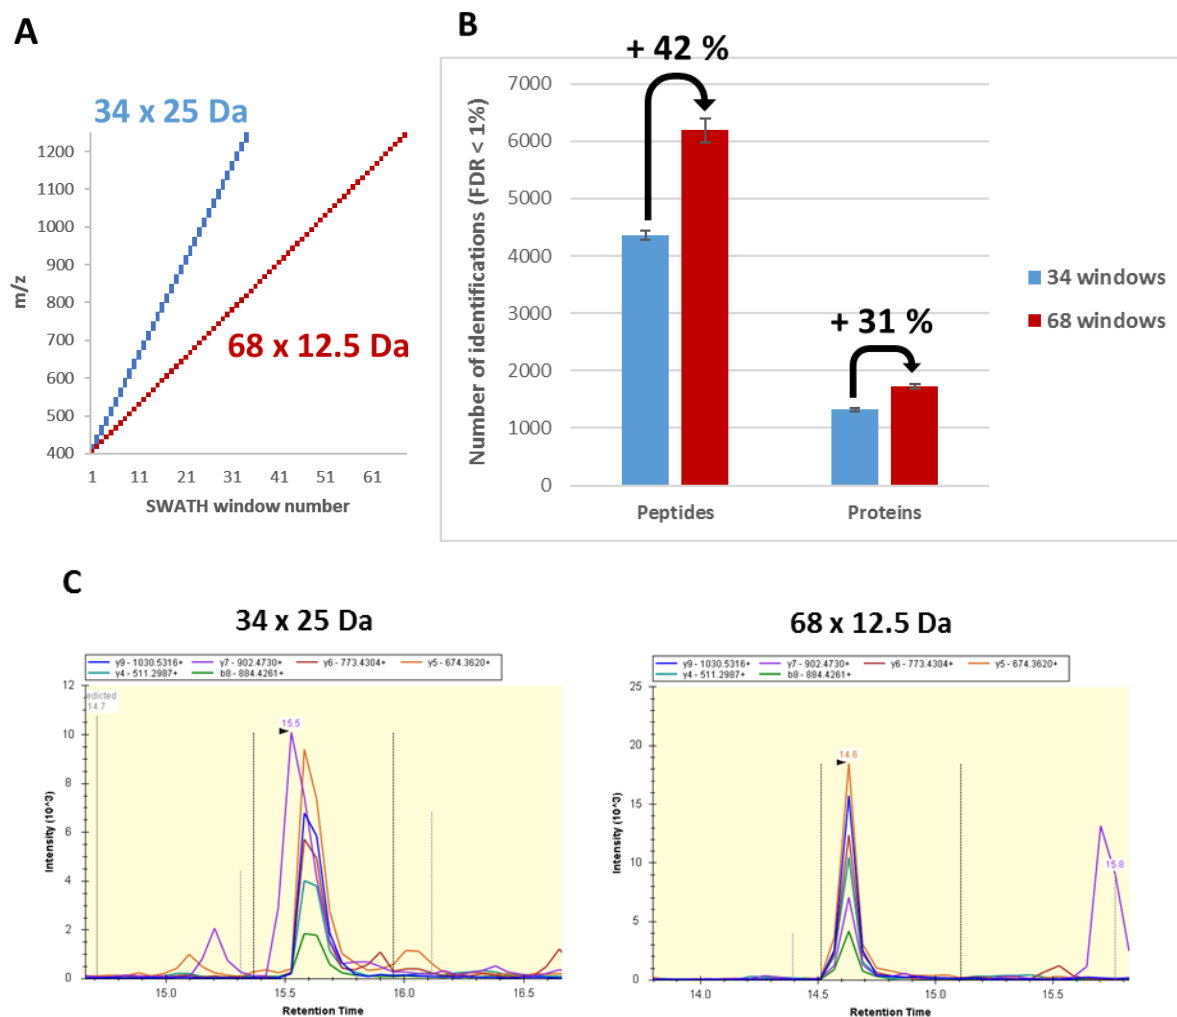 A
34 x 25 Da
1200
1100
1000
900
800
700
600
500
400
m/z
68 x 12.5 Da
1 11 21 31 41 51 61
SWATH window number
B
+ 42 %
Number of identifications (FDR < 1%)
7000
6000
5000
4000
3000
2000
1000
0
+ 31 %
Peptides Proteins
34 windows
68 windows
C
34 x 25 Da
y9 - 1030.5316+ y7 - 902.4730+ y6 - 773.4304+ y5 - 674.3620+
y4 - 511.2987+ b8 - 884.4261+
12
10
8
6
4
2
0
Intensity (10^3)
edicted
14.7
15.5
15.0 15.5 16.0 16.5
Retention Time
68 x 12.5 Da
y9 - 1030.5316+ y7 - 902.4730+ y6 - 773.4304+ y5 - 674.3620+
y4 - 511.2987+ b8 - 884.4261+
25
20
15
10
5
0
Intensity (10^3)
14.6
15.8
14.0 14.5 15.0 15.5
Retention Time